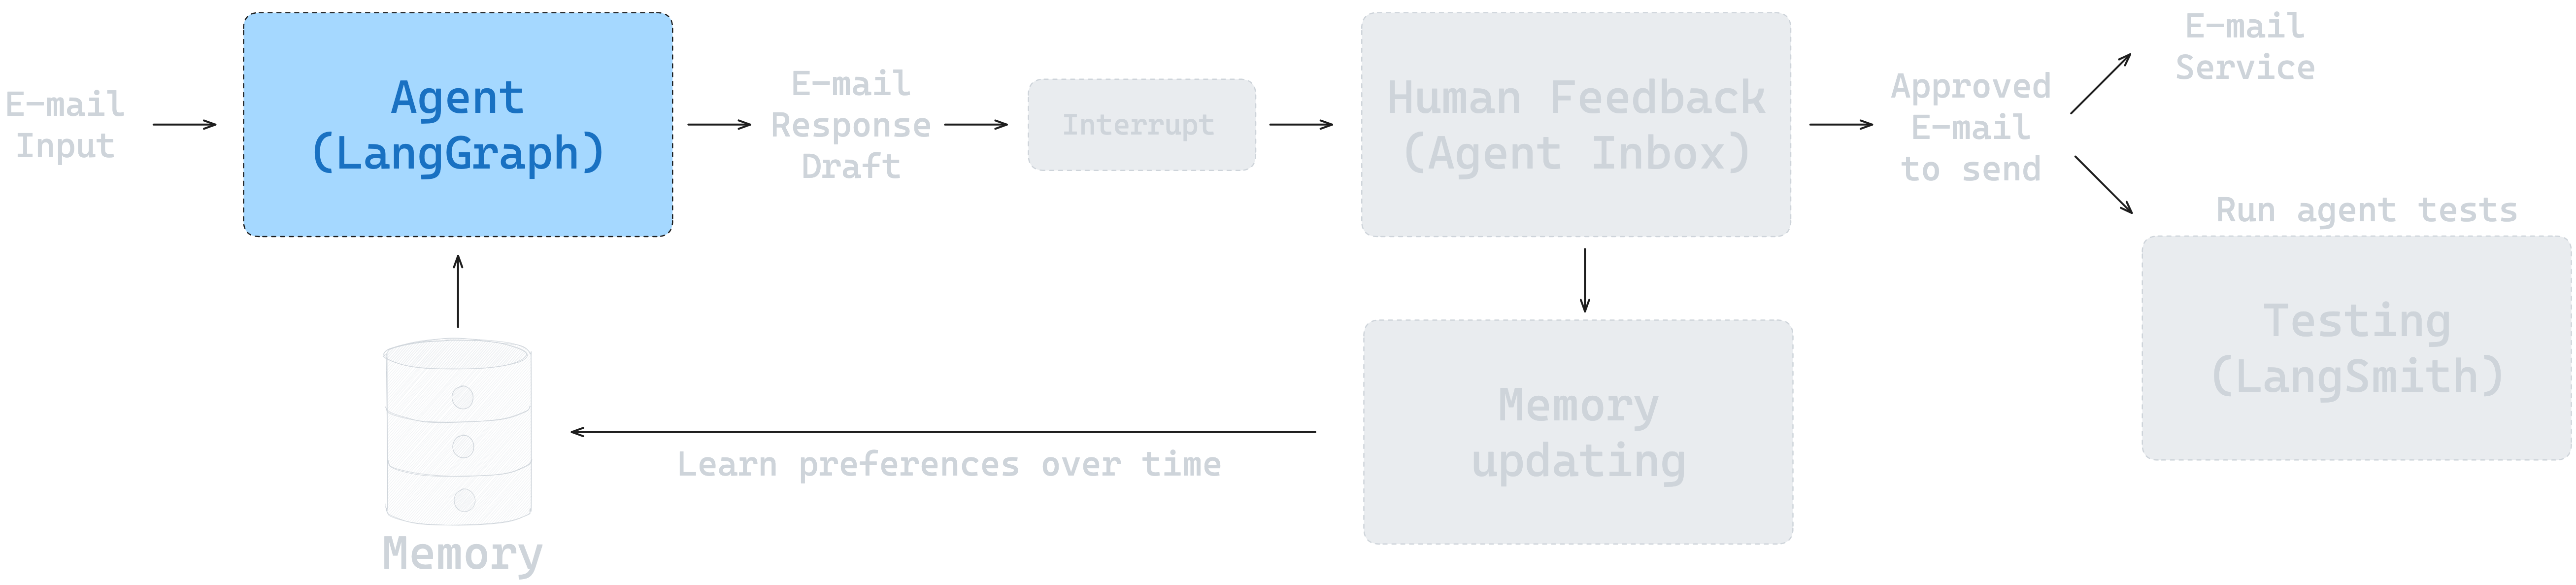 E-mail
Input
Agent
(LangGraph)
E-mail
Response
Draft
Interrupt
Human Feedback
(Agent Inbox)
Approved
E-mail
to send
E-mail
Service
Run agent tests
Testing
(LangSmith)
Memory
updating
Learn preferences over time
Memory